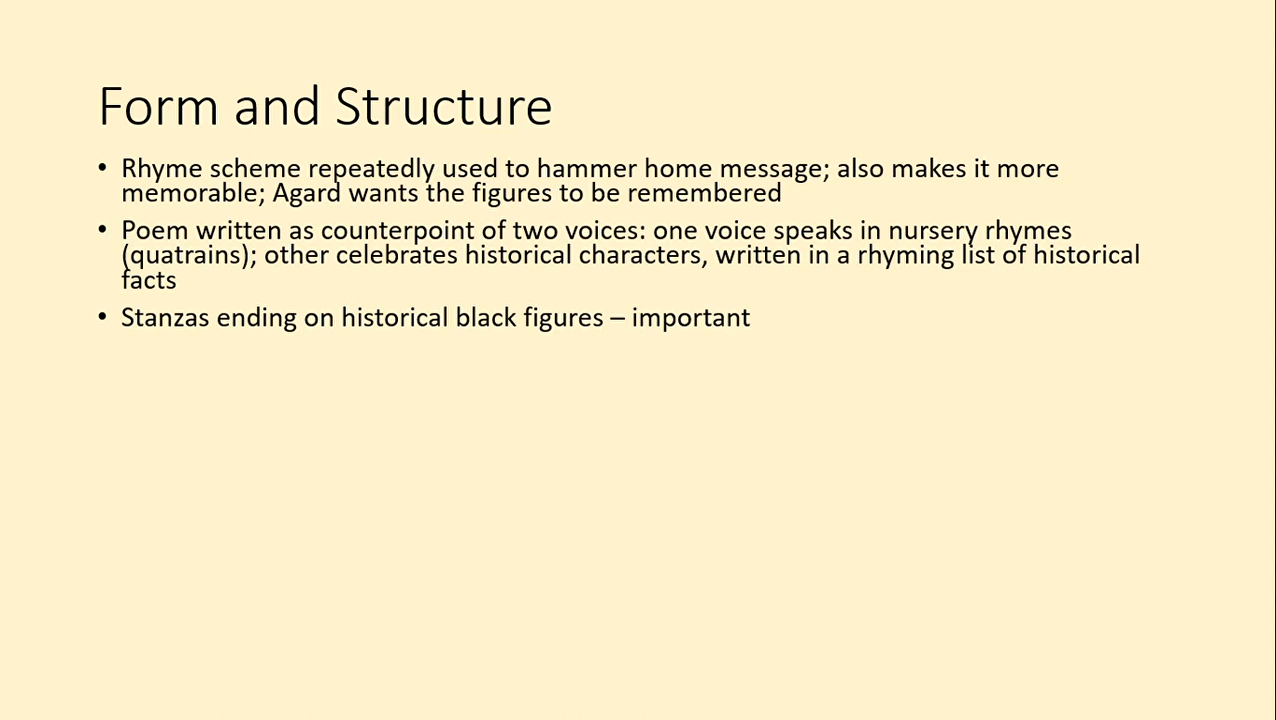 Form and Structure
• Rhyme scheme repeatedly used to hammer home message; also makes it more
memorable; Agard wants the figures to be remembered
• Poem written as counterpoint of two voices: one voice speaks in nursery rhymes
(quatrains); other celebrates historical characters, written in a rhyming list of historical
facts
• Stanzas ending on historical black figures – important